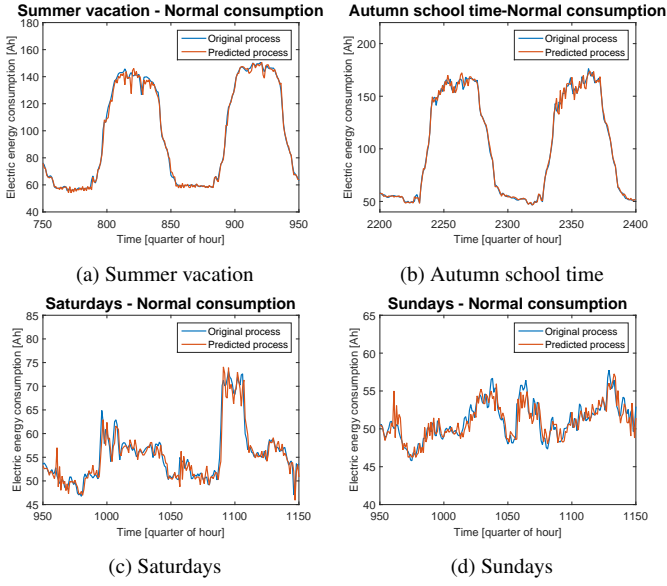 Summer vacation - Normal consumption
180
160
140
120
100
80
60
40
Electric energy consumption [Ah]
Original process
Predicted process
750 800 850 900 950
Time [quarter of hour]
(a) Summer vacation
Autumn school time-Normal consumption
200
150
100
50
Electric energy consumption [Ah]
Original process
Predicted process
2200 2250 2300 2350 2400
Time [quarter of hour]
(b) Autumn school time
Saturdays - Normal consumption
85
80
75
70
65
60
55
50
45
Electric energy consumption [Ah]
Original process
Predicted process
950 1000 1050 1100 1150
Time [quarter of hour]
(c) Saturdays
Sundays - Normal consumption
65
60
55
50
45
40
Electric energy consumption [Ah]
Original process
Predicted process
950 1000 1050 1100 1150
Time [quarter of hour]
(d) Sundays